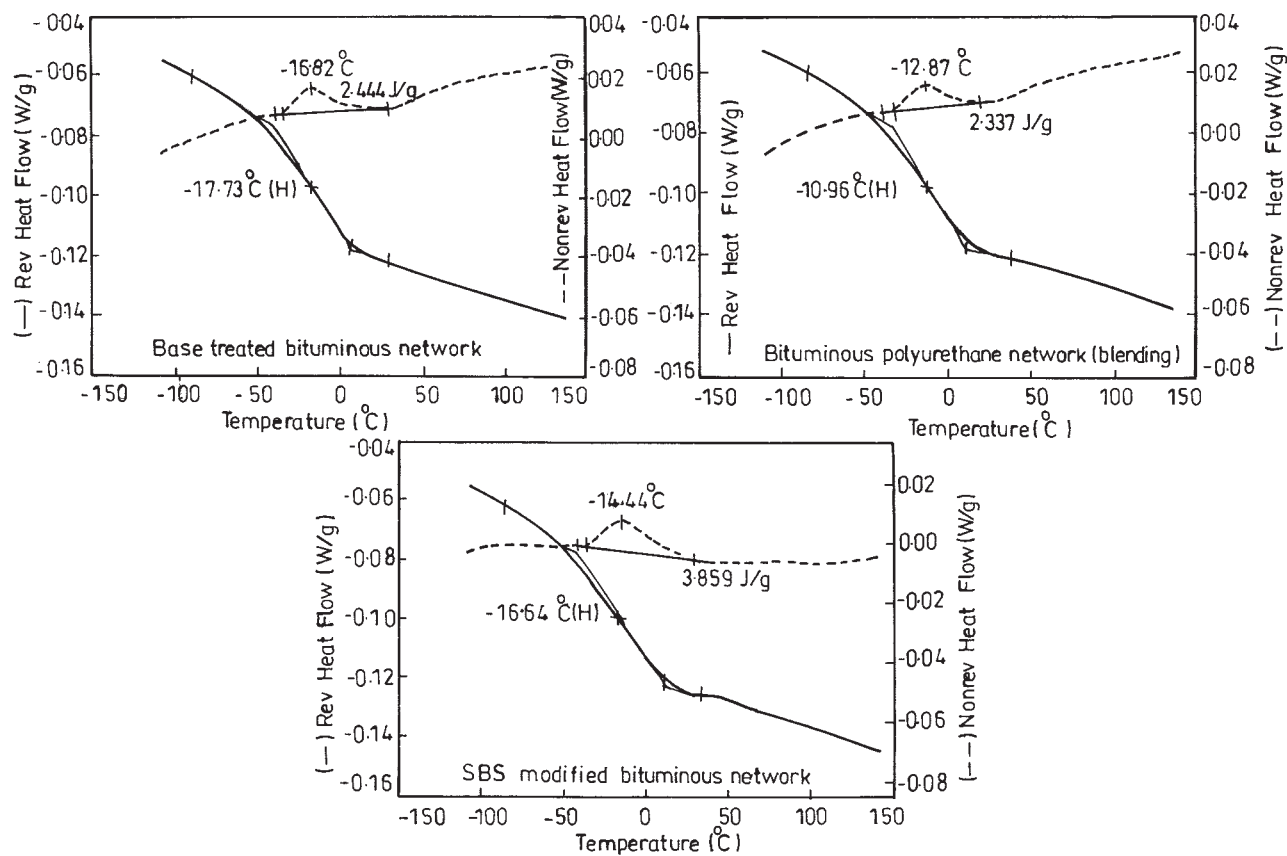 -0.04
-0.06
-0.08
-0.10
-0.12
-0.14
-0.16
(—) Rev Heat Flow (W/g)
-16.82 °C
2.444 J/g
-17.73°C (H)
Base treated bituminous network
0.04
0.02
0.00
-0.02
-0.04
-0.06
-0.08
---Nonrev Heat Flow(W/g)
-150 -100 -50 0 50 100 150
Temperature (°C)
-0.04
-0.06
-0.08
-0.10
-0.12
-0.14
-.016
— Rev Heat Flow (W/g)
-12.87 °C
2.337 J/g
-10.96°C(H)
Bituminous polyurethane network (blending)
0.04
0.02
0.00
-0.02
-0.04
-0.06
-0.08
(---) Nonrev Heat Flow (W/g)
-150 -100 -50 0 50 100 150
Temperature(°C)
-0.04
-0.06
-0.08
-0.10
-0.12
-0.14
-0.16
(—) Rev Heat Flow (W/g)
-14.44°C
3.859 J/g
-16.64 °C(H)
SBS modified bituminous network
0.02
0.00
-0.02
-0.04
-0.06
-0.08
(---) Nonrev Heat Flow (W/g)
-150 -100 -50 0 50 100 150
Temperature (°C)